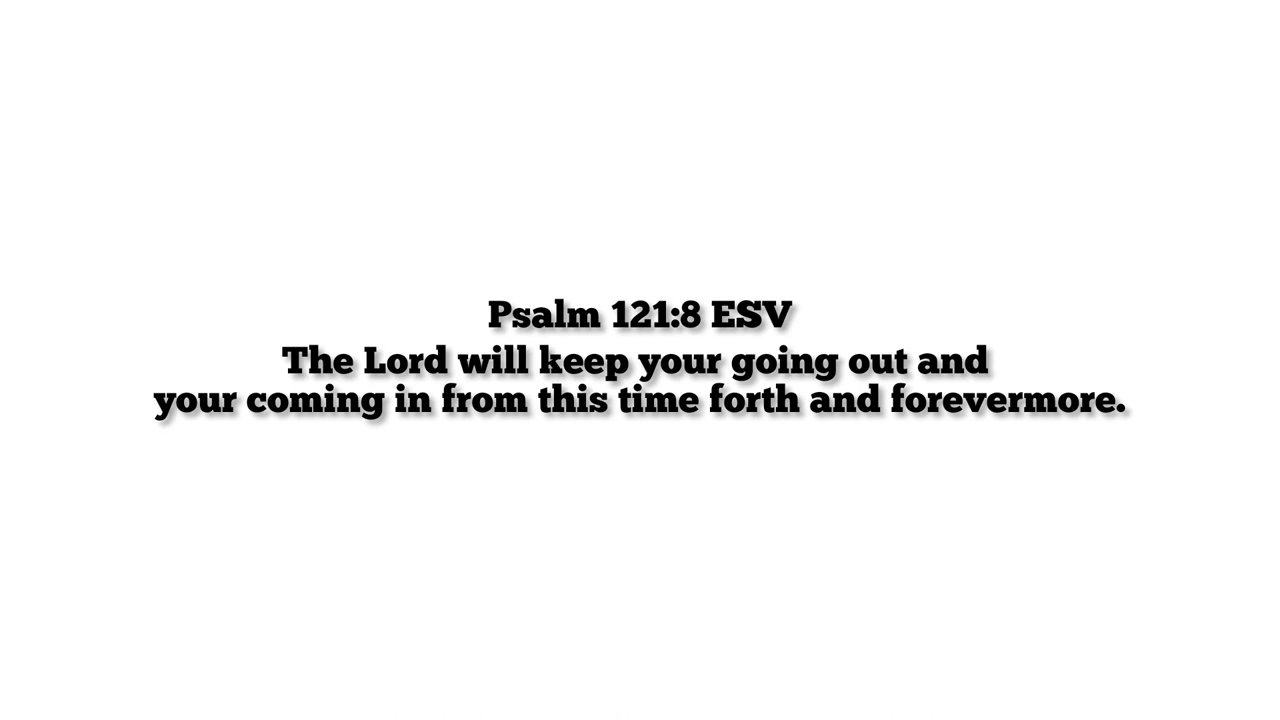 Psalm 121:8 ESV
The Lord will keep your going out and
your coming in from this time forth and forevermore.